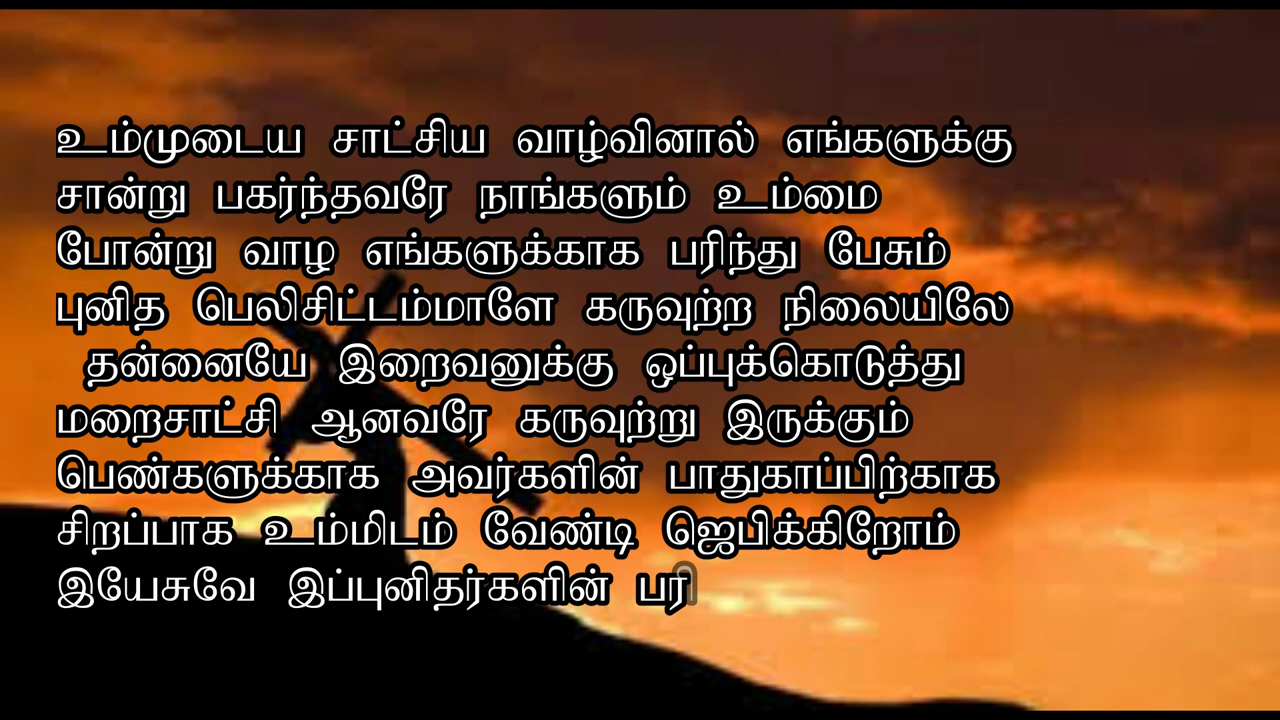 உம்முடைய சாட்சிய வாழ்வினால் எங்களுக்கு
சான்று பகர்ந்தவரே நாங்களும் உம்மை
போன்று வாழ எங்களுக்காக பரிந்து பேசும்
புனித பெலிசிட்டம்மாளே கருவுற்ற நிலையிலே
தன்னையே இறைவனுக்கு ஒப்புக்கொடுத்து
மறைசாட்சி ஆனவரே கருவுற்று இருக்கும்
பெண்களுக்காக அவர்களின் பாதுகாப்பிற்காக
சிறப்பாக உம்மிடம் வேண்டி ஜெபிக்கிறோம்
இயேசுவே இப்புனிதர்களின் பரி